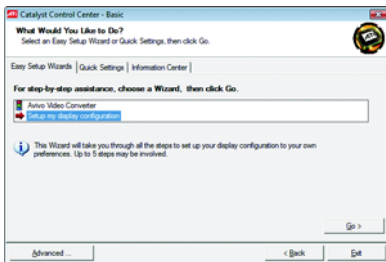 Catalyst Control Center - Basic
What Would You Like to Do?
Select an Easy Setup Wizard or Quick Settings, then click Go.
Easy Setup Wizards
Quick Settings
Information Center
For step-by-step assistance, choose a Wizard, then click Go.
Avivo Video Converter
Setup my display configuration
This Wizard will take you through all the steps to set up your display configuration to your own
preferences. Up to 5 steps may be involved.
Go >
Advanced ...
< Back
Exit